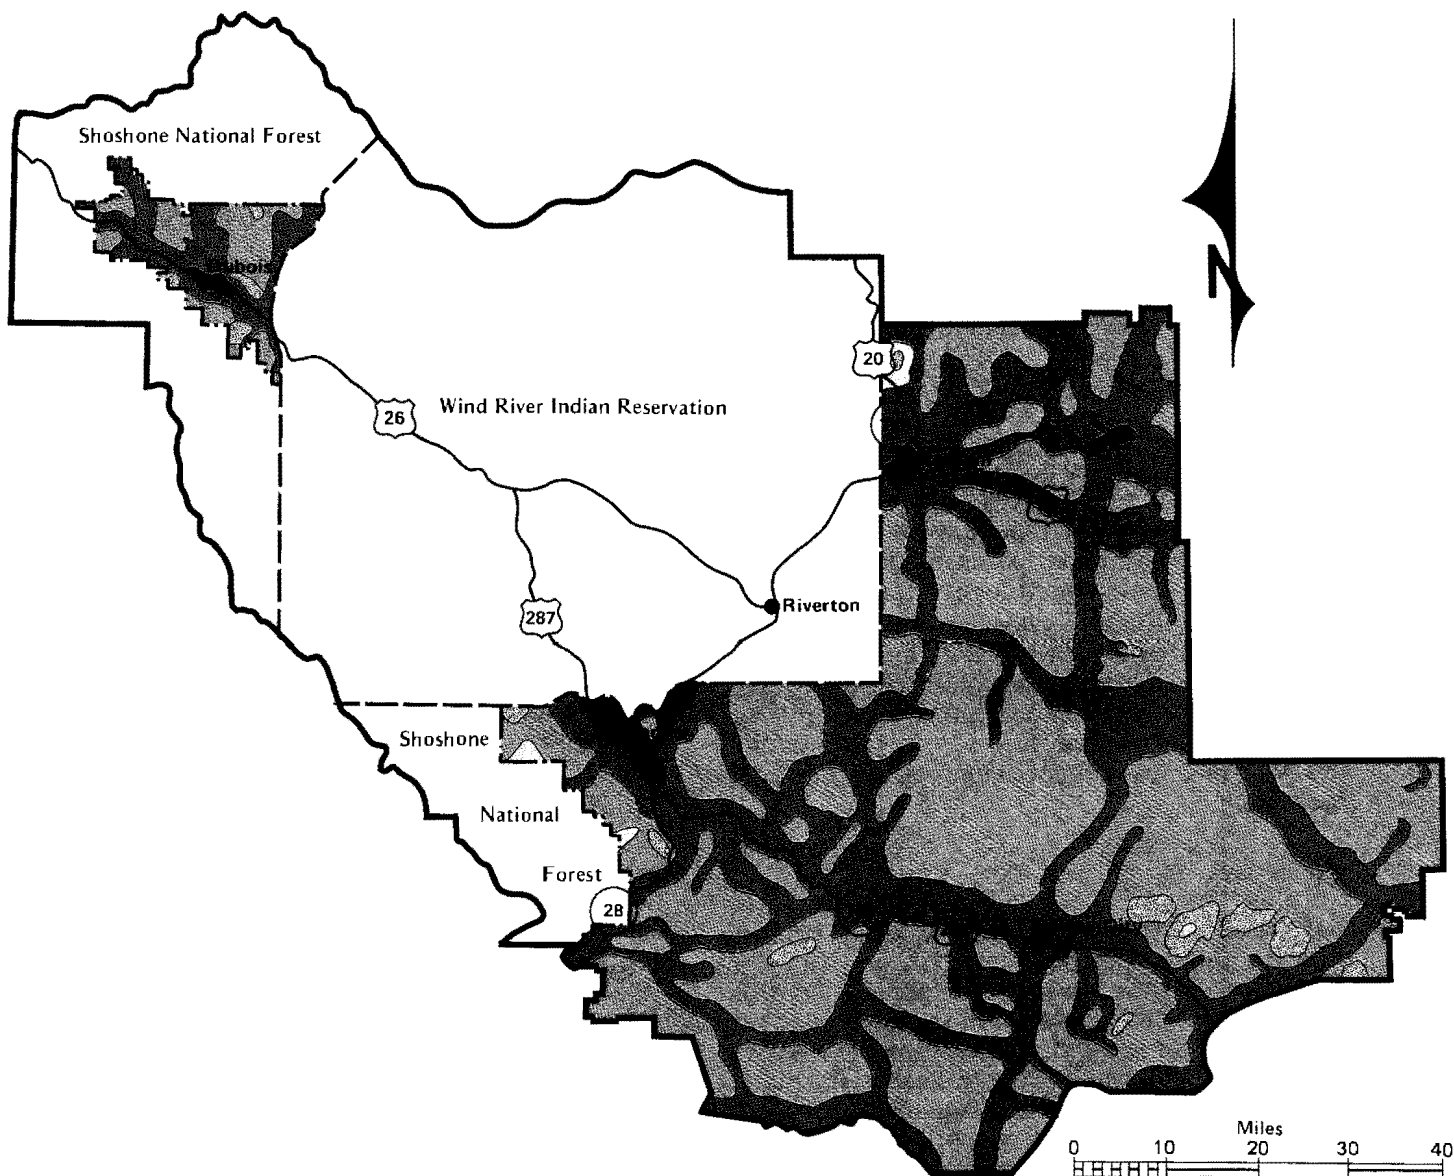 Shoshone National Forest
Dubois
20
26
Wind River Indian Reservation
287
Riverton
Shoshone
National
Forest
28
N
Miles
0 10 20 30 40